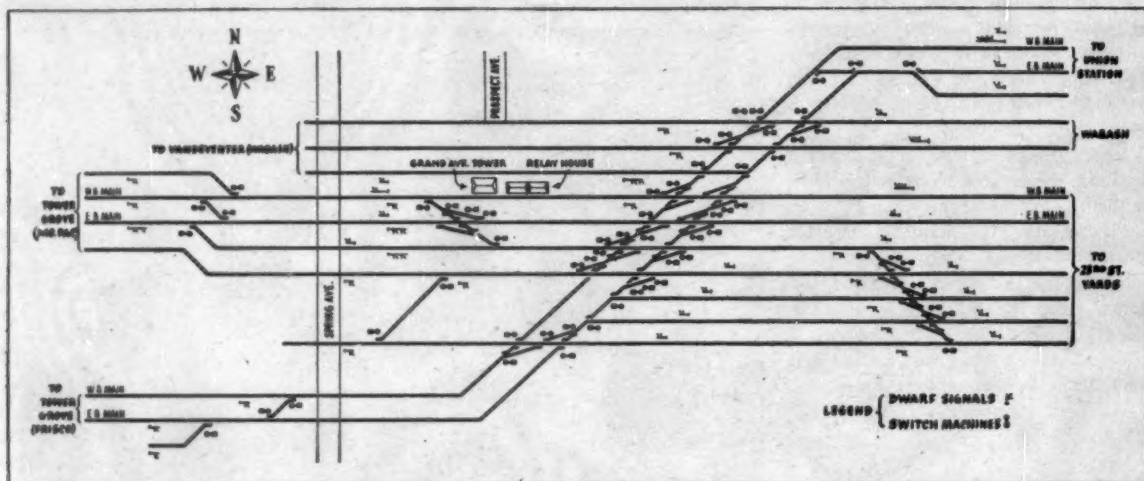 N
W E
S
PROSPECT AVE.
W.B. MAIN
E.B. MAIN
TO
UNION
STATION
WABASH
TO VANDEVENTER (WABASH)
GRAND AVE. TOWER
RELAY HOUSE
TO
TOWER
GROVE
(MO. PAC.)
W.B. MAIN
E.B. MAIN
W.B. MAIN
E.B. MAIN
TO
23RD ST.
YARDS
SPRING AVE.
TO
TOWER
GROVE
(FRISCO)
W.B. MAIN
E.B. MAIN
LEGEND
DWARF SIGNALS
SWITCH MACHINES